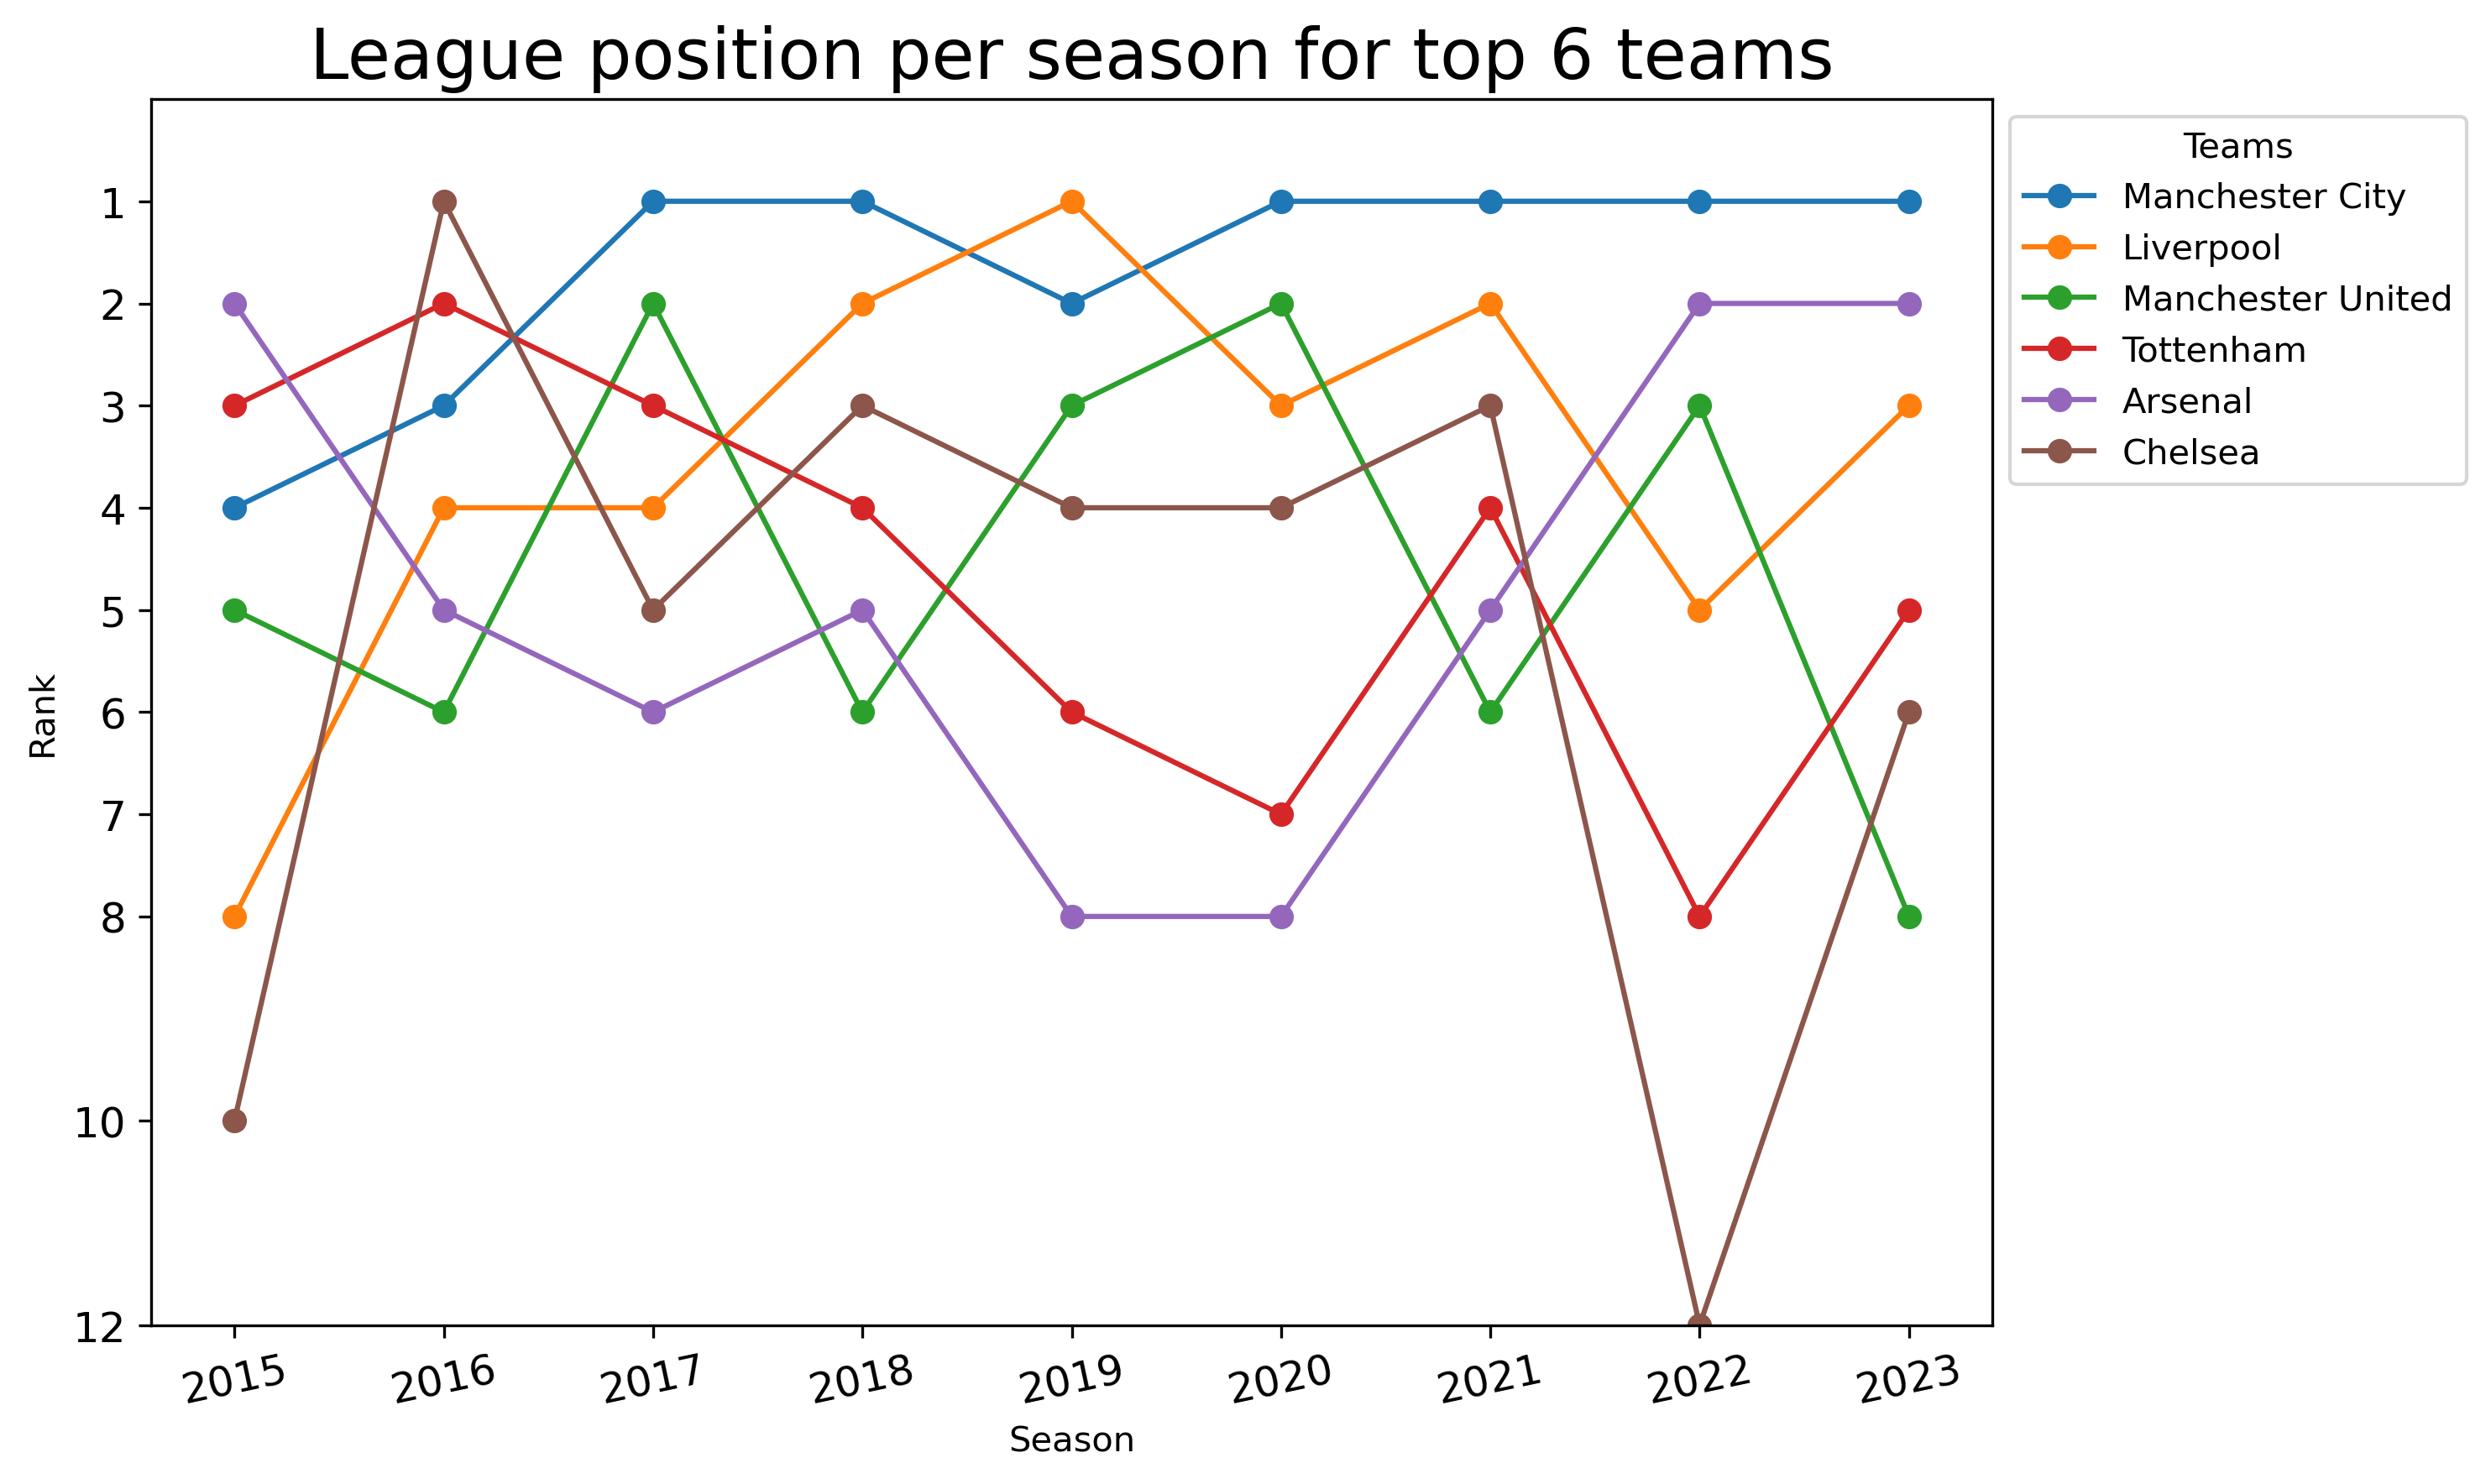 League position per season for top 6 teams
Teams
Manchester City
Liverpool
Manchester United
Tottenham
Arsenal
Chelsea
Rank
1
2
3
4
5
6
7
8
10
12
2015
2016
2017
2018
2019
2020
2021
2022
2023
Season